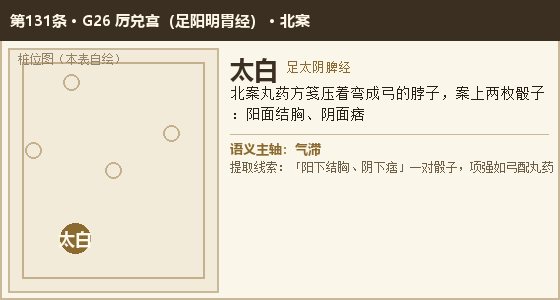 第131条・G26 厉兑宫（足阳明胃经）・北案
桩位图（本表自绘）
太白
太白 足太阴脾经
北案丸药方笺压着弯成弓的脖子，案上两枚骰子
：阳面结胸、阴面痞
语义主轴：气滞
提取线索：「阳下结胸、阴下痞」一对骰子，项强如弓配丸药